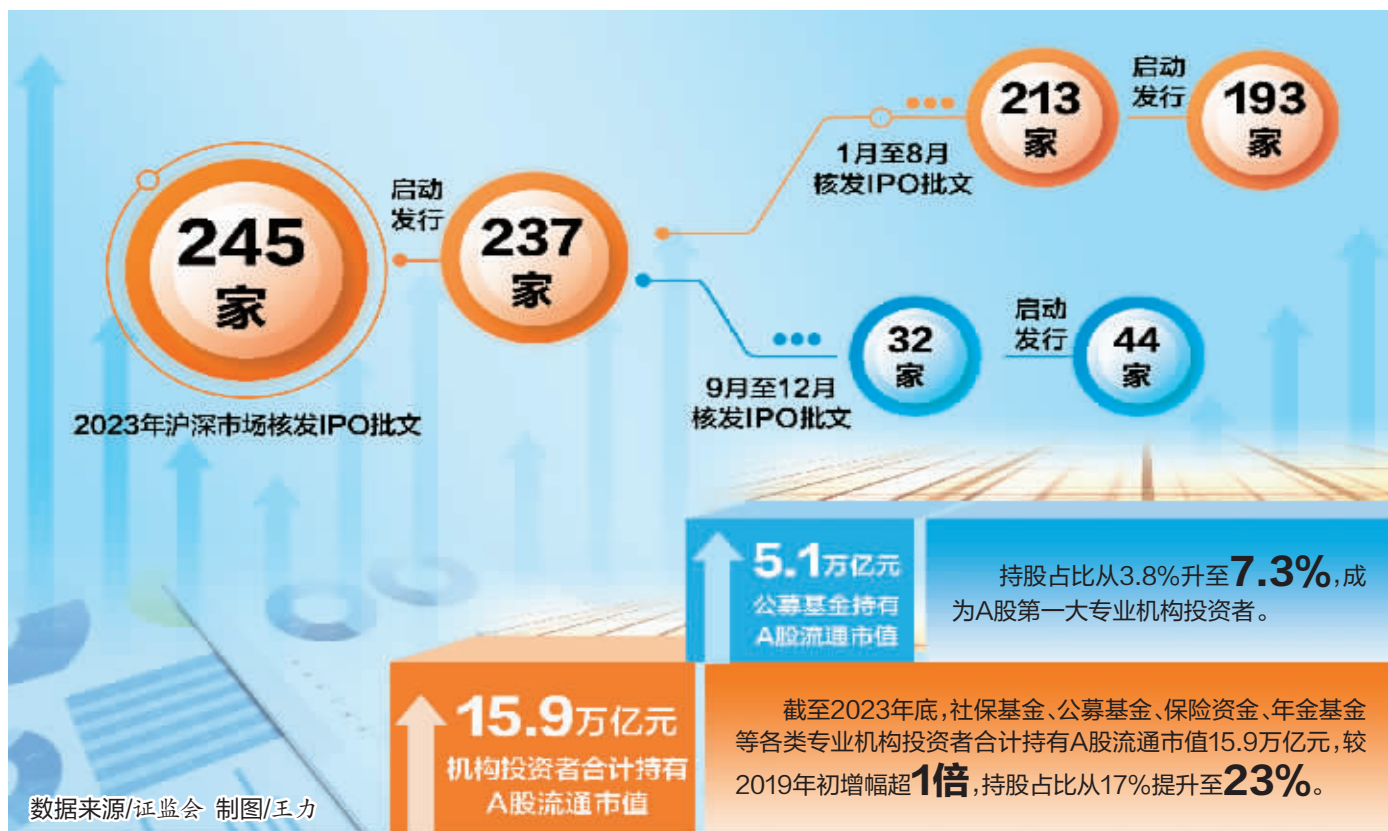 245
家
2023年沪深市场核发IPO批文
启动
发行
237
家
1月至8月
核发IPO批文
213
家
启动
发行
193
家
9月至12月
核发IPO批文
32
家
启动
发行
44
家
5.1万亿元
公募基金持有
A股流通市值
持股占比从3.8%升至7.3%,成
为A股第一大专业机构投资者。
15.9万亿元
机构投资者合计持有
A股流通市值
截至2023年底,社保基金、公募基金、保险资金、年金基金
等各类专业机构投资者合计持有A股流通市值15.9万亿元,较
2019年初增幅超1倍,持股占比从17%提升至23%。
数据来源/证监会 制图/王力